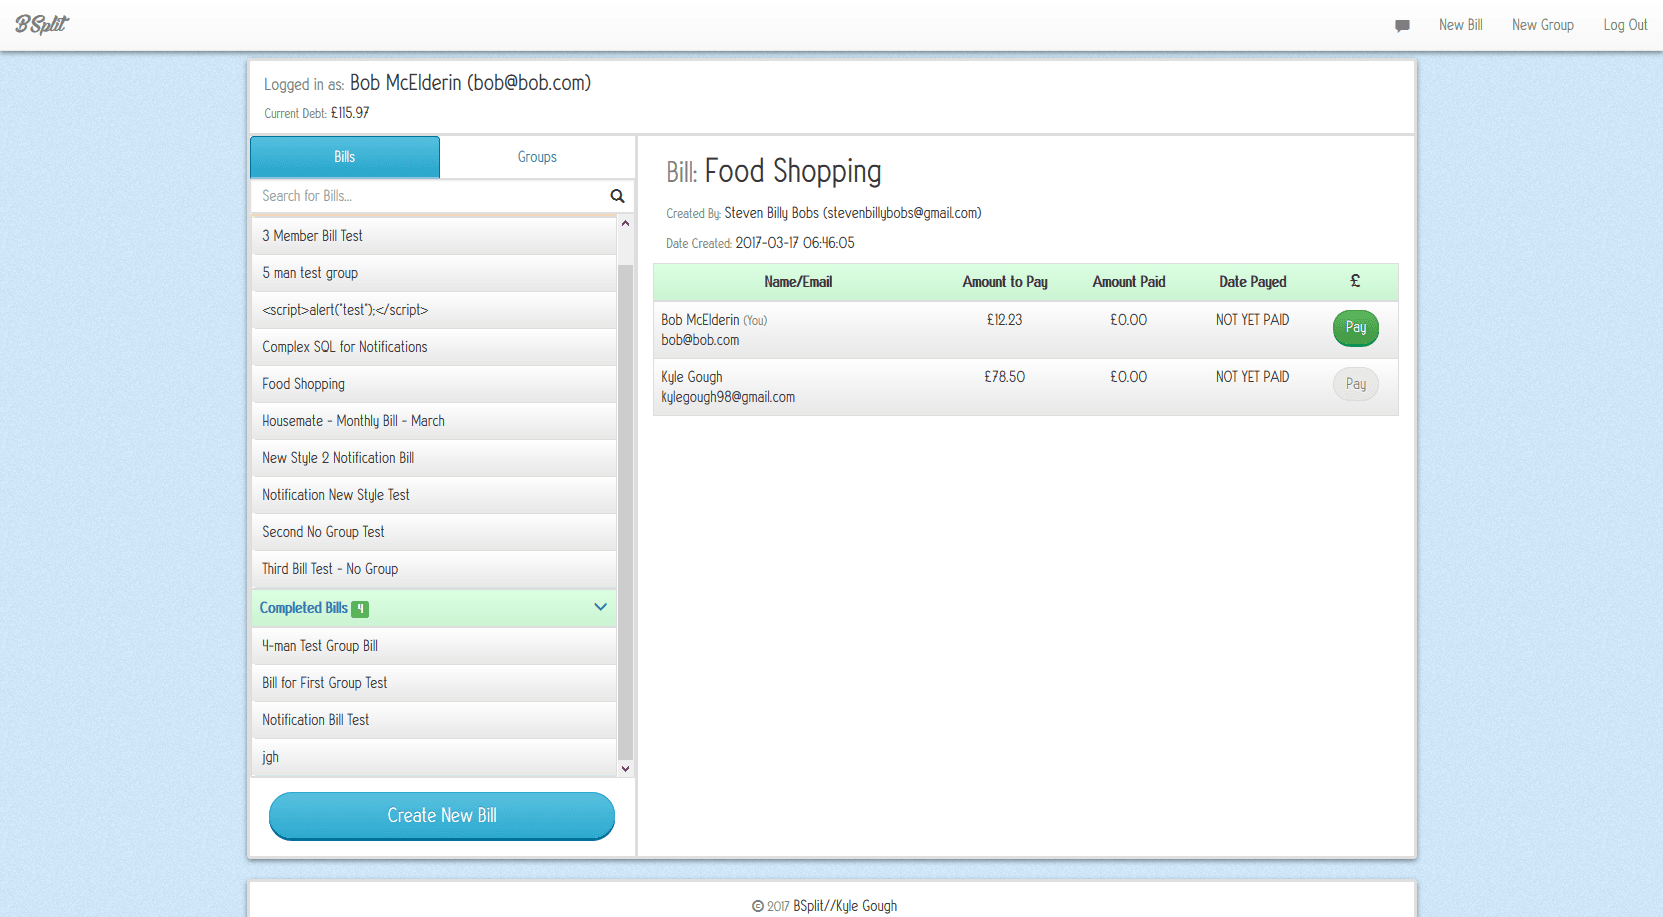 BSplit
New Bill
New Group
Log Out
Logged in as: Bob McElderin (bob@bob.com)
Current Debt: £115.97
Bills
Groups
Search for Bills...
3 Member Bill Test
5 man test group
<script>alert("test");</script>
Complex SQL for Notifications
Food Shopping
Housemate - Monthly Bill - March
New Style 2 Notification Bill
Notification New Style Test
Second No Group Test
Third Bill Test - No Group
Completed Bills 4
4-man Test Group Bill
Bill for First Group Test
Notification Bill Test
jgh
Create New Bill
Bill: Food Shopping
Created By: Steven Billy Bobs (stevenbillybobs@gmail.com)
Date Created: 2017-03-17 06:46:05
Name/Email Amount to Pay Amount Paid Date Payed £
Bob McElderin (You) £12.23 £0.00 NOT YET PAID Pay
bob@bob.com
Kyle Gough £78.50 £0.00 NOT YET PAID Pay
kylegough98@gmail.com
© 2017 BSplit//Kyle Gough